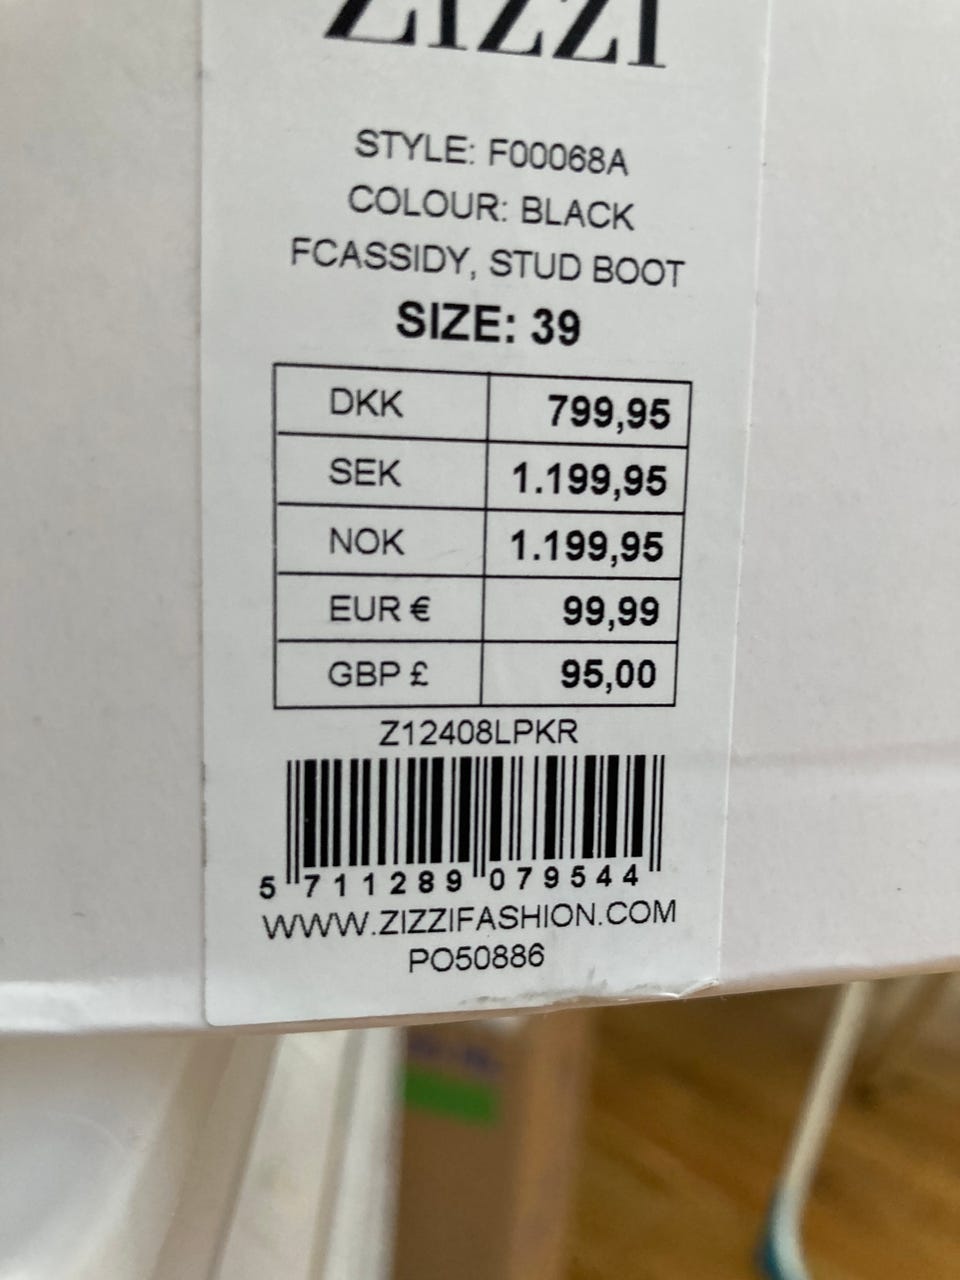 ZIZZI
STYLE: F00068A
COLOUR: BLACK
FCASSIDY, STUD BOOT
SIZE: 39
DKK 799,95
SEK 1.199,95
NOK 1.199,95
EUR € 99,99
GBP £ 95,00
Z12408LPKR
5 711289 079544
WWW.ZIZZIFASHION.COM
PO50886